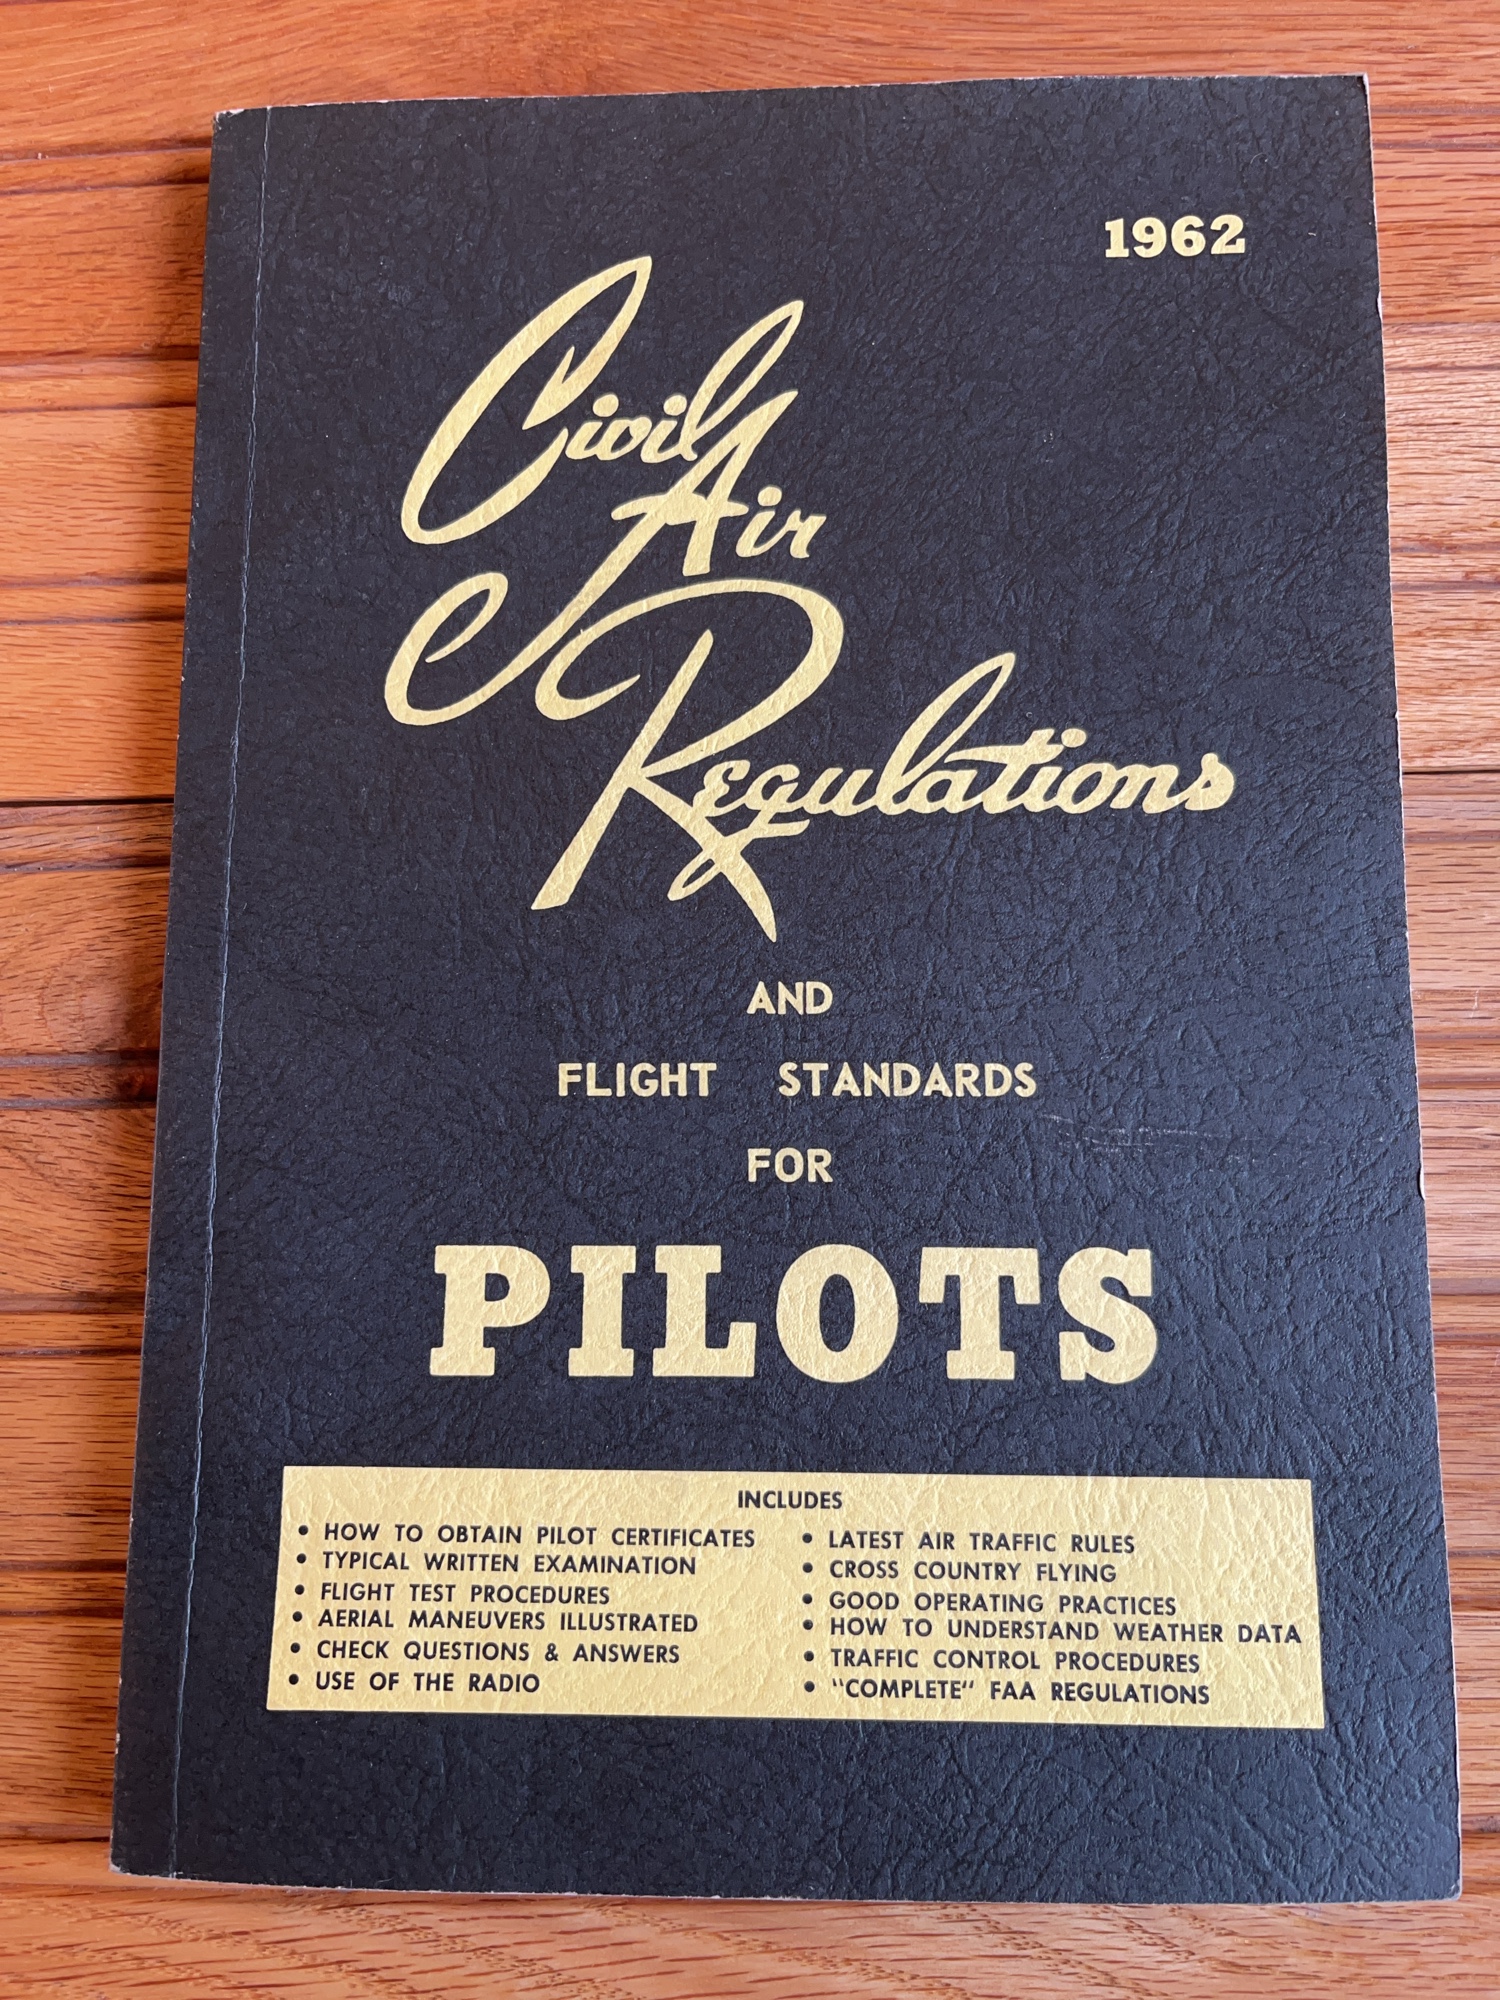 1962
Civil
Air
Regulations
AND
FLIGHT STANDARDS
FOR
PILOTS
INCLUDES
• HOW TO OBTAIN PILOT CERTIFICATES
• TYPICAL WRITTEN EXAMINATION
• FLIGHT TEST PROCEDURES
• AERIAL MANEUVERS ILLUSTRATED
• CHECK QUESTIONS & ANSWERS
• USE OF THE RADIO
• LATEST AIR TRAFFIC RULES
• CROSS COUNTRY FLYING
• GOOD OPERATING PRACTICES
• HOW TO UNDERSTAND WEATHER DATA
• TRAFFIC CONTROL PROCEDURES
• "COMPLETE" FAA REGULATIONS